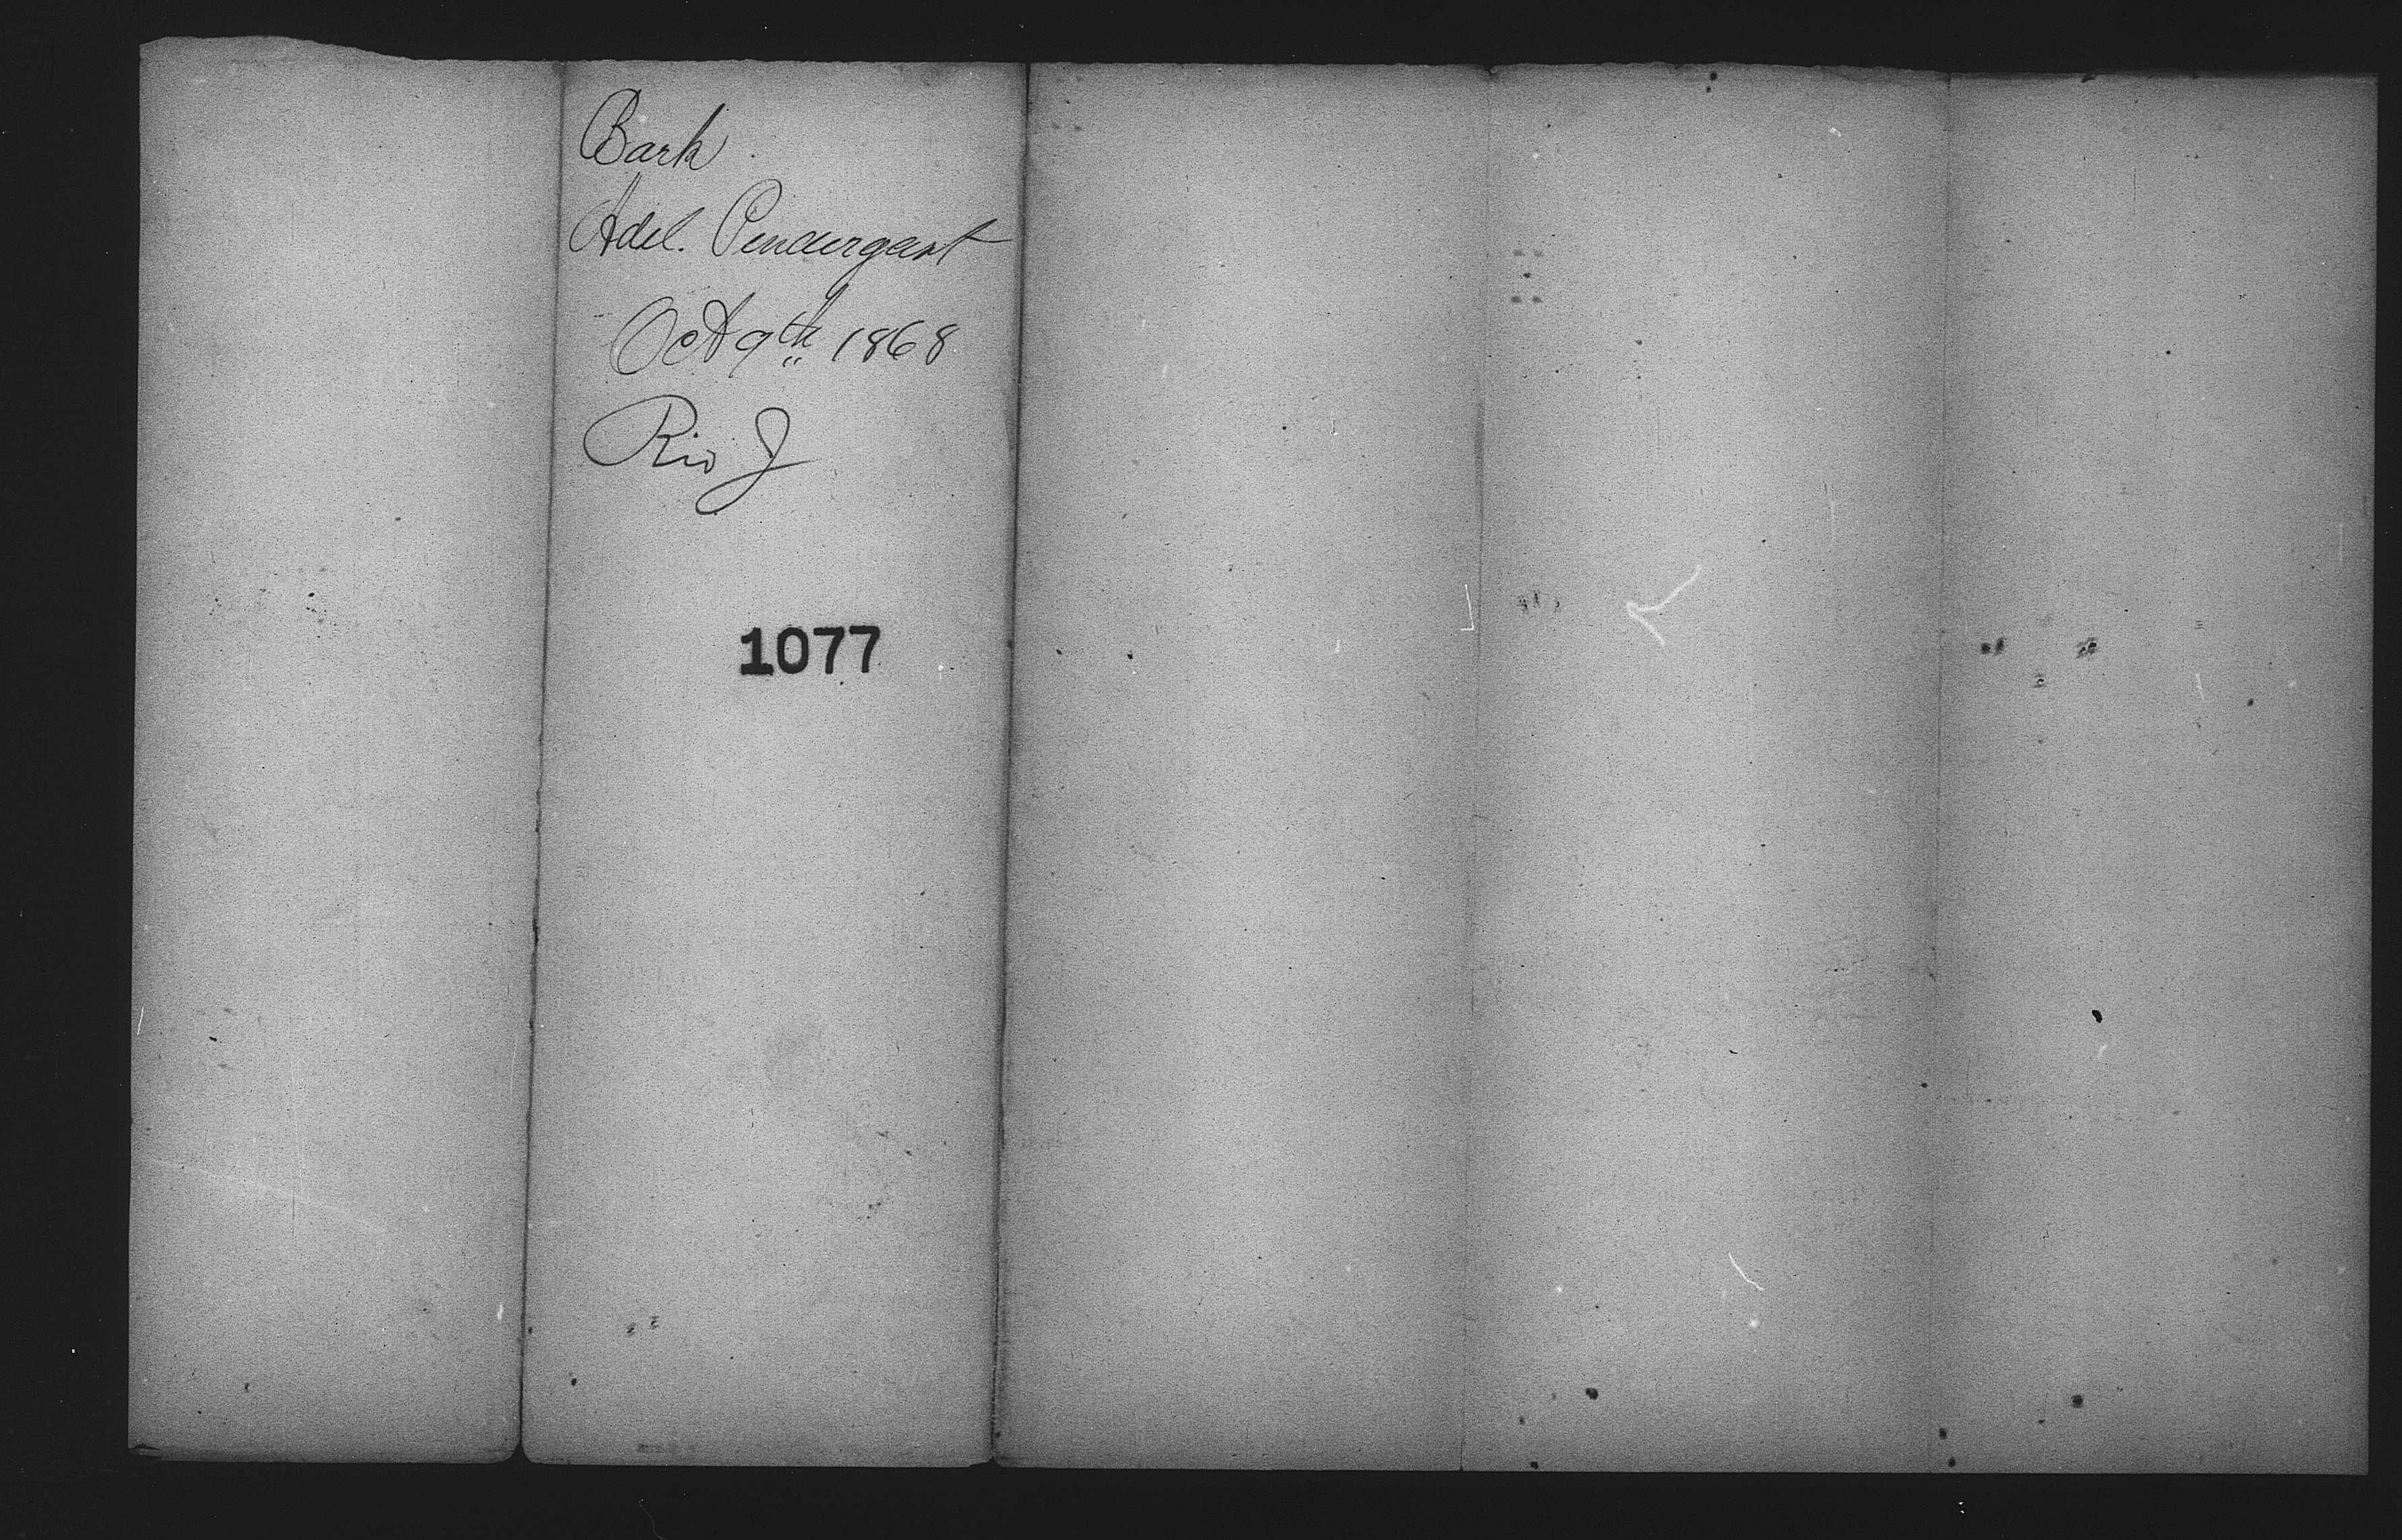 Bark
Adel. Pendergast
Oct 9th 1868
Rio J
1077